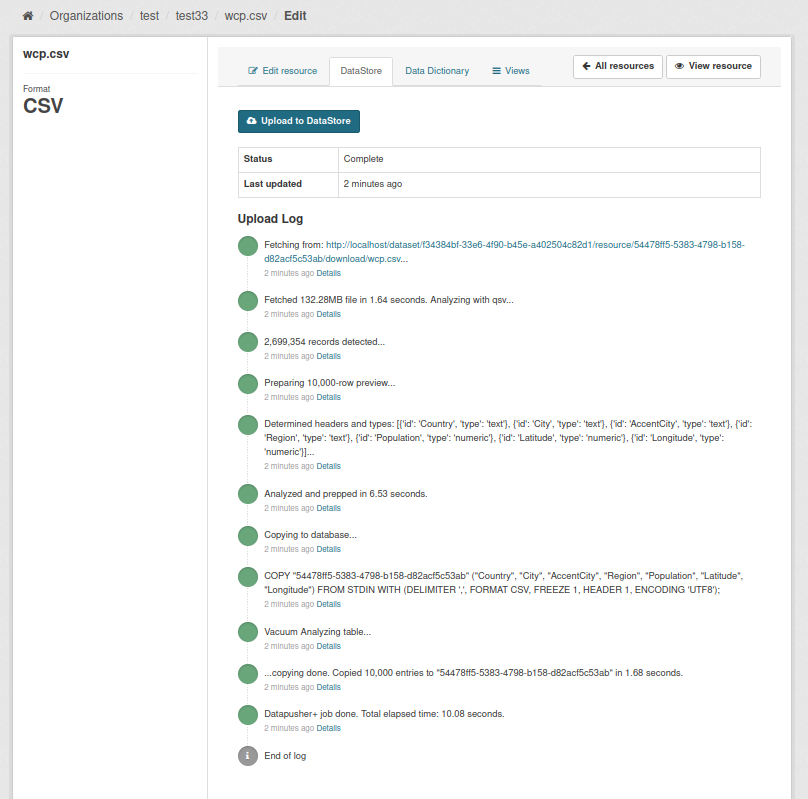 Organizations / test / test33 / wcp.csv / Edit
wcp.csv
Format
CSV
Edit resource
DataStore
Data Dictionary
Views
All resources
View resource
Upload to DataStore
Status Complete
Last updated 2 minutes ago
Upload Log
Fetching from: http://localhost/dataset/f34384bf-33e6-4f90-b45e-a402504c82d1/resource/54478ff5-5383-4798-b158-
d82acf5c53ab/download/wcp.csv...
2 minutes ago Details
Fetched 132.28MB file in 1.64 seconds. Analyzing with qsv...
2 minutes ago Details
2,699,354 records detected...
2 minutes ago Details
Preparing 10,000-row preview...
2 minutes ago Details
Determined headers and types: [{'id': 'Country', 'type': 'text'}, {'id': 'City', 'type': 'text'}, {'id': 'AccentCity', 'type': 'text'}, {'id':
'Region', 'type': 'text'}, {'id': 'Population', 'type': 'numeric'}, {'id': 'Latitude', 'type': 'numeric'}, {'id': 'Longitude', 'type':
'numeric'}]...
2 minutes ago Details
Analyzed and prepped in 6.53 seconds.
2 minutes ago Details
Copying to database...
2 minutes ago Details
COPY "54478ff5-5383-4798-b158-d82acf5c53ab" ("Country", "City", "AccentCity", "Region", "Population", "Latitude",
"Longitude") FROM STDIN WITH (DELIMITER ',', FORMAT CSV, FREEZE 1, HEADER 1, ENCODING 'UTF8');
2 minutes ago Details
Vacuum Analyzing table...
2 minutes ago Details
...copying done. Copied 10,000 entries to "54478ff5-5383-4798-b158-d82acf5c53ab" in 1.68 seconds.
2 minutes ago Details
Datapusher+ job done. Total elapsed time: 10.08 seconds.
2 minutes ago Details
End of log